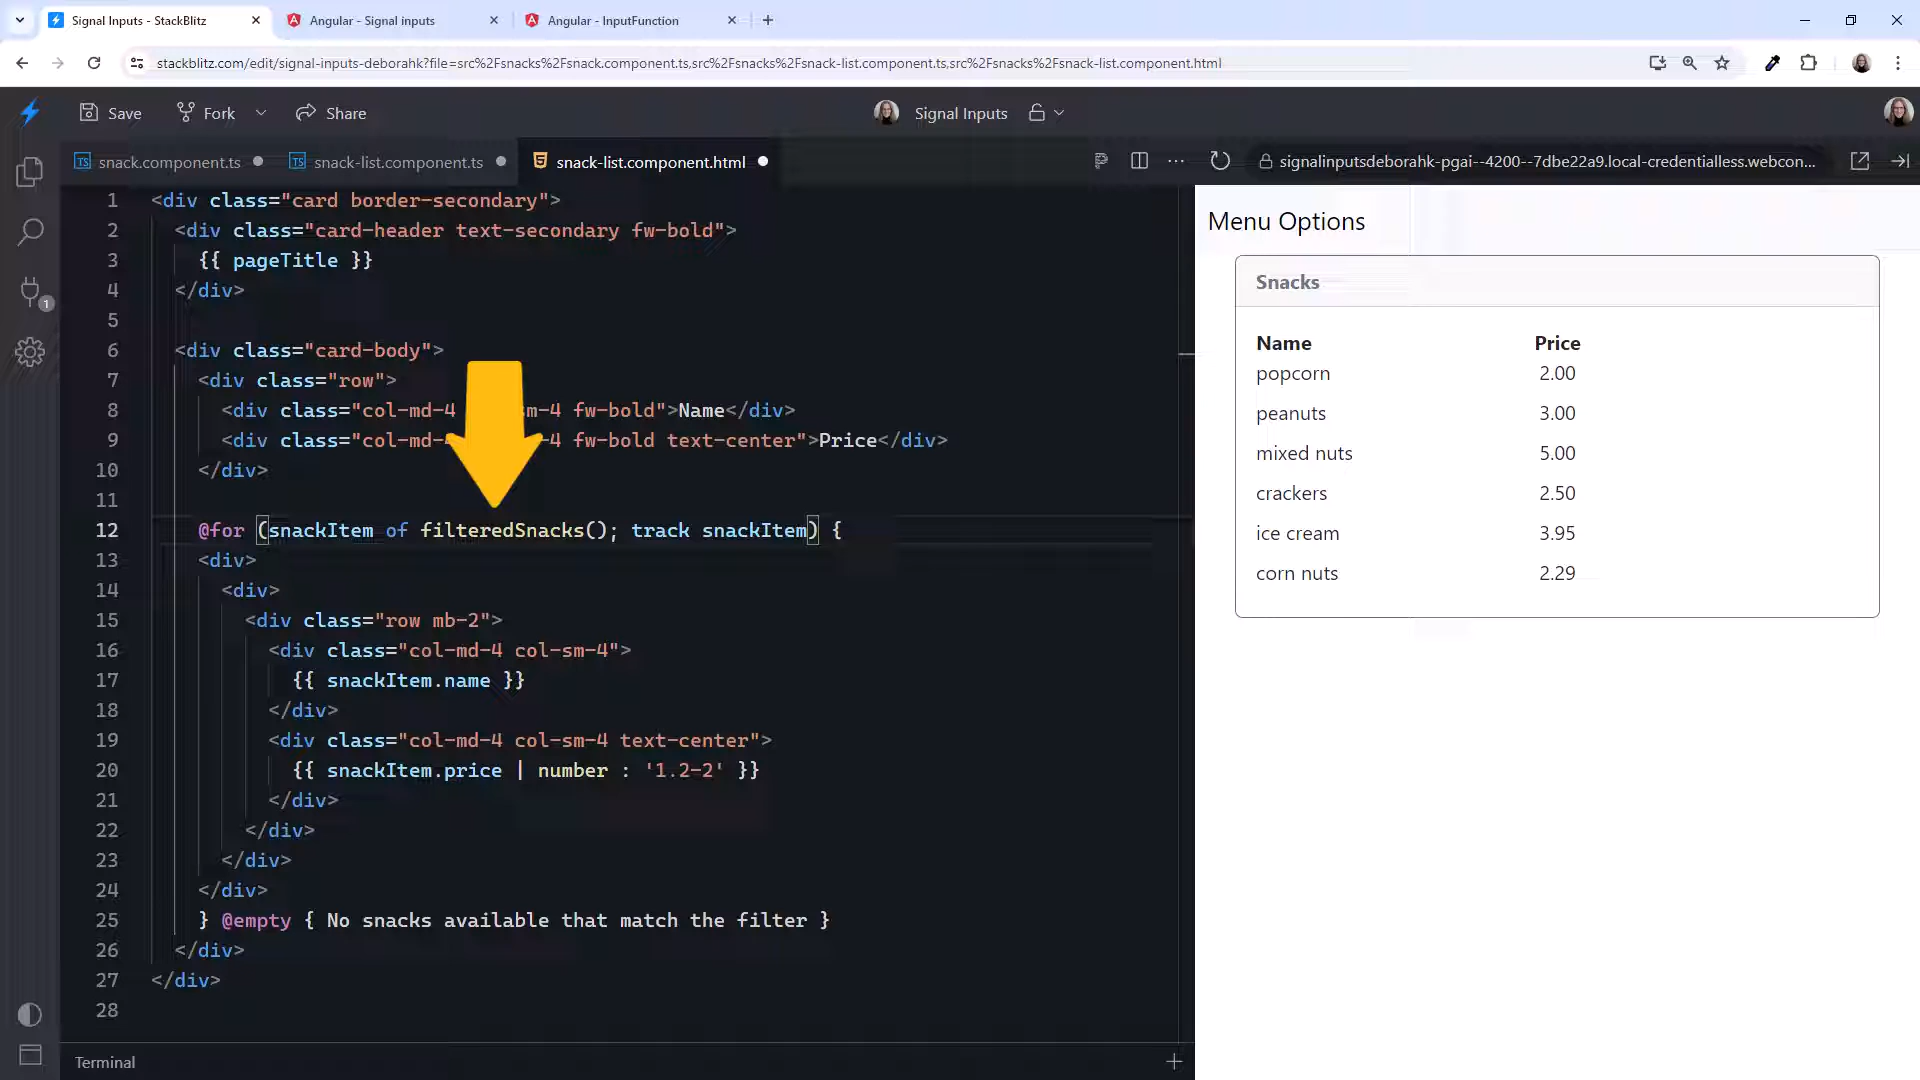 Signal Inputs - StackBlitz
Angular - Signal inputs
Angular - InputFunction
stackblitz.com/edit/signal-inputs-deborahk?file=src%2Fsnacks%2Fsnack.component.ts,src%2Fsnacks%2Fsnack-list.component.ts,src%2Fsnacks%2Fsnack-list.component.html
Save
Fork
Share
Signal Inputs
TS snack.component.ts
TS snack-list.component.ts
snack-list.component.html
signalinputsdeborahk-pgai--4200--7dbe22a9.local-credentialless.webcon...
1
1 <div class="card border-secondary">
2 <div class="card-header text-secondary fw-bold">
3 {{ pageTitle }}
4 </div>
5
6 <div class="card-body">
7 <div class="row">
8 <div class="col-md-4 m-4 fw-bold">Name</div>
9 <div class="col-md- -4 fw-bold text-center">Price</div>
10 </div>
11
12 @for (snackItem of filteredSnacks(); track snackItem) {
13 <div>
14 <div>
15 <div class="row mb-2">
16 <div class="col-md-4 col-sm-4">
17 {{ snackItem.name }}
18 </div>
19 <div class="col-md-4 col-sm-4 text-center">
20 {{ snackItem.price | number : '1.2-2' }}
21 </div>
22 </div>
23 </div>
24 </div>
25 } @empty { No snacks available that match the filter }
26 </div>
27 </div>
28
Terminal
Menu Options
Snacks
Name Price
popcorn 2.00
peanuts 3.00
mixed nuts 5.00
crackers 2.50
ice cream 3.95
corn nuts 2.29